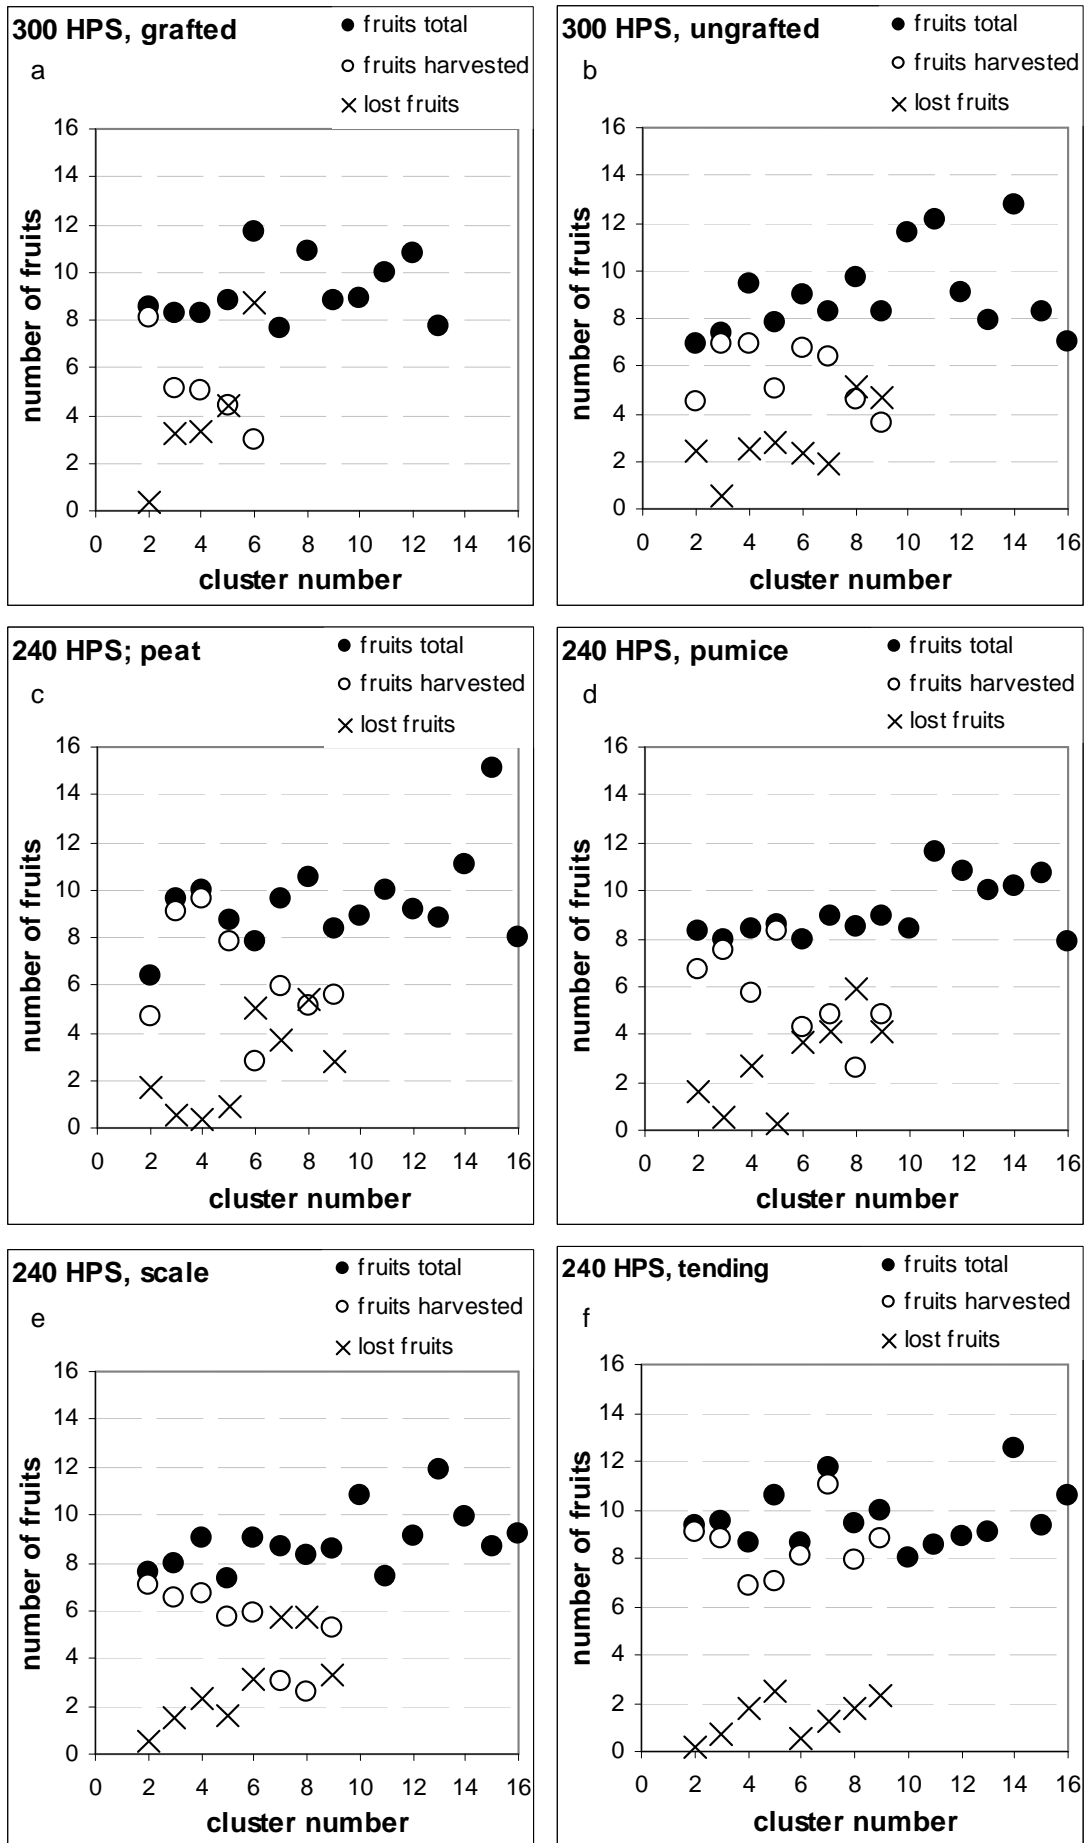 300 HPS, grafted
fruits total
a
fruits harvested
lost fruits
16
14
12
10
8
6
4
2
0
number of fruits
0 2 4 6 8 10 12 14 16
cluster number
300 HPS, ungrafted
fruits total
b
fruits harvested
lost fruits
16
14
12
10
8
6
4
2
0
number of fruits
0 2 4 6 8 10 12 14 16
cluster number
240 HPS; peat
fruits total
c
fruits harvested
lost fruits
16
14
12
10
8
6
4
2
0
number of fruits
0 2 4 6 8 10 12 14 16
cluster number
240 HPS, pumice
fruits total
d
fruits harvested
lost fruits
16
14
12
10
8
6
4
2
0
number of fruits
0 2 4 6 8 10 12 14 16
cluster number
240 HPS, scale
fruits total
e
fruits harvested
lost fruits
16
14
12
10
8
6
4
2
0
number of fruits
0 2 4 6 8 10 12 14 16
cluster number
240 HPS, tending
fruits total
f
fruits harvested
lost fruits
16
14
12
10
8
6
4
2
0
number of fruits
0 2 4 6 8 10 12 14 16
cluster number